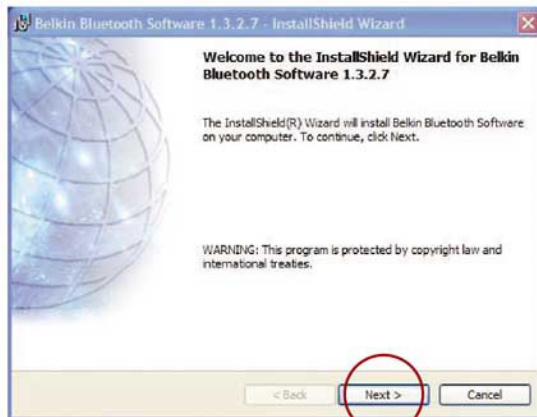 Belkin Bluetooth Software 1.3.2.7 - InstallShield Wizard
Welcome to the InstallShield Wizard for Belkin
Bluetooth Software 1.3.2.7
The InstallShield(R) Wizard will install Belkin Bluetooth Software
on your computer. To continue, click Next.
WARNING: This program is protected by copyright law and
international treaties.
< Back Next > Cancel